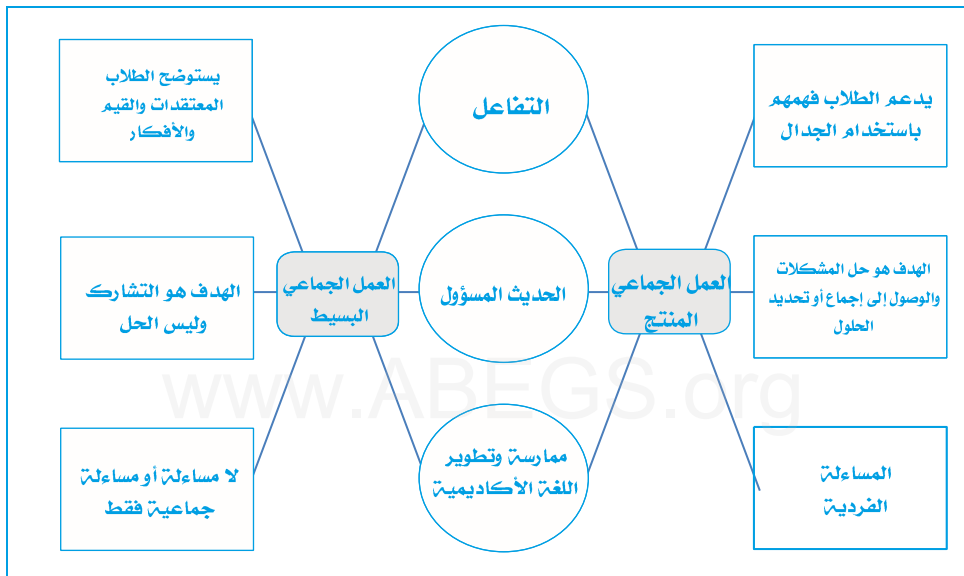 يدعم الطلاب فهمهم
باستخدام الجدال
التفاعل
يستوضح الطلاب
المعتقدات والقيم
والأفكار
الهدف هو حل المشكلات
والوصول إلى إجماع أو تحديد
الحلول
العمل الجماعي
المنتج
الحديث المسؤول
العمل الجماعي
البسيط
الهدف هو التشارك
وليس الحل
www.ABEGS.org
المساءلة
الفردية
ممارسة وتطوير
اللغة الأكاديمية
لا مساءلة أو مساءلة
جماعية فقط